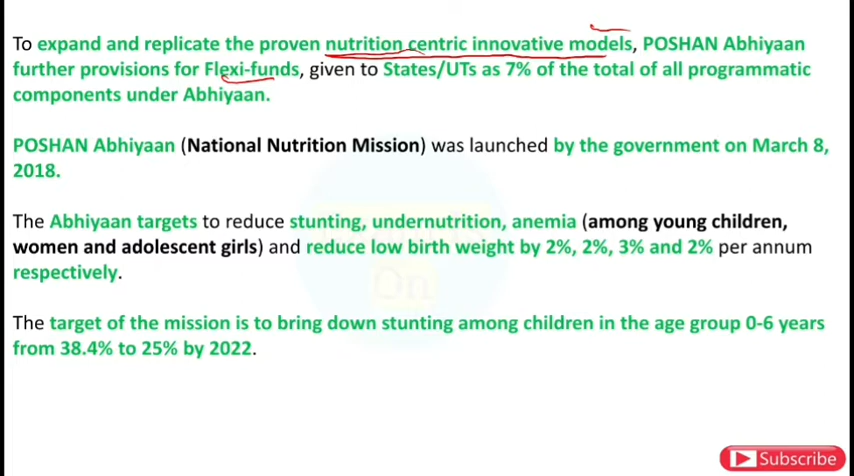 To expand and replicate the proven nutrition centric innovative models, POSHAN Abhiyaan
further provisions for Flexi-funds, given to States/UTs as 7% of the total of all programmatic
components under Abhiyaan.
POSHAN Abhiyaan (National Nutrition Mission) was launched by the government on March 8,
2018.
The Abhiyaan targets to reduce stunting, undernutrition, anemia (among young children,
women and adolescent girls) and reduce low birth weight by 2%, 2%, 3% and 2% per annum
respectively.
The target of the mission is to bring down stunting among children in the age group 0-6 years
from 38.4% to 25% by 2022.
On
Subscribe